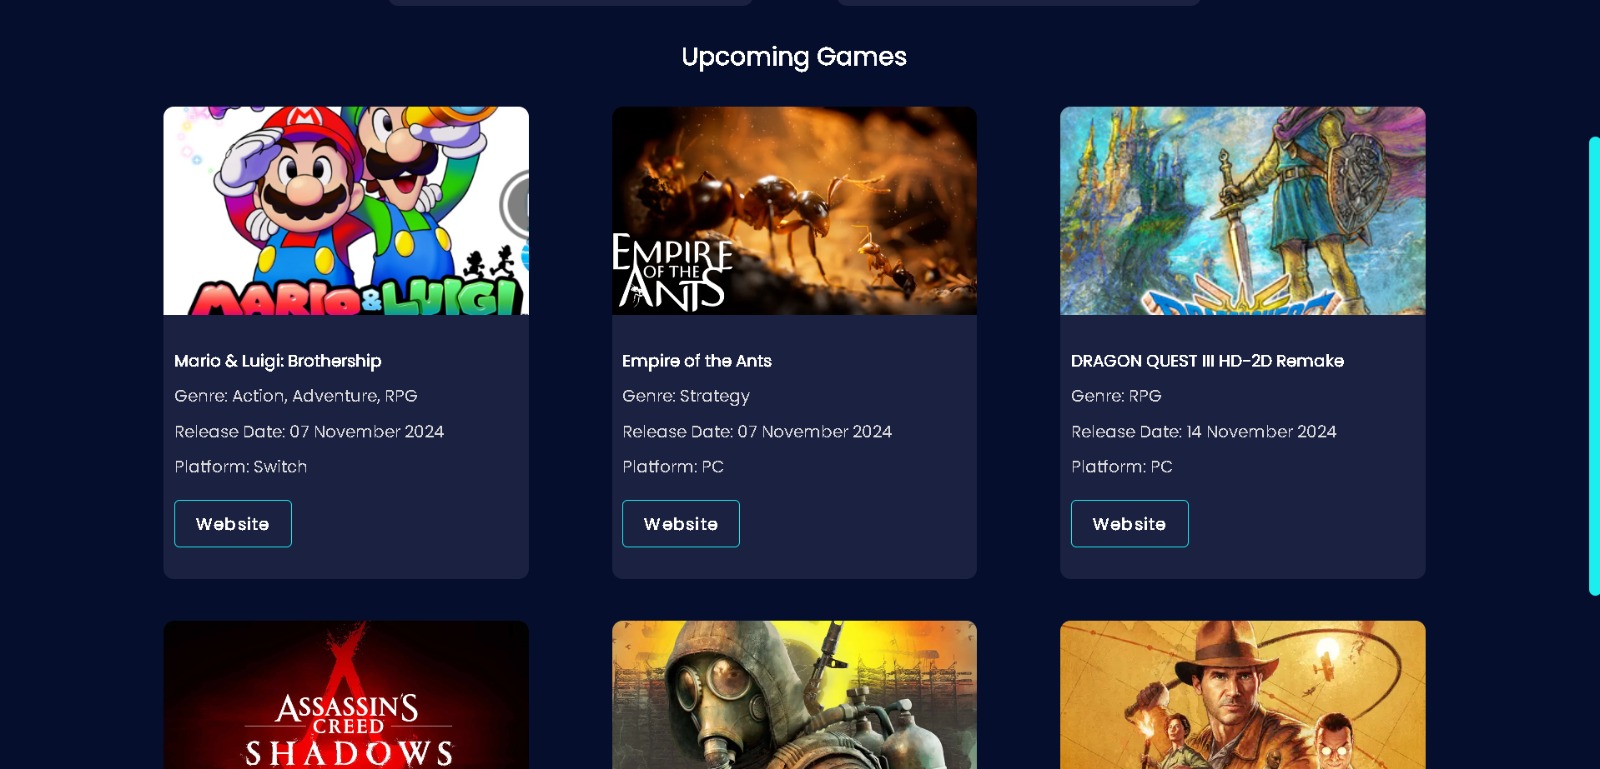 Upcoming Games
MARIO & LUIGI
EMPIRE
OF THE
ANTS
Mario & Luigi: Brothership
Genre: Action, Adventure, RPG
Release Date: 07 November 2024
Platform: Switch
Website
Empire of the Ants
Genre: Strategy
Release Date: 07 November 2024
Platform: PC
Website
DRAGON QUEST III HD-2D Remake
Genre: RPG
Release Date: 14 November 2024
Platform: PC
Website
ASSASSIN'S
CREED
SHADOWS